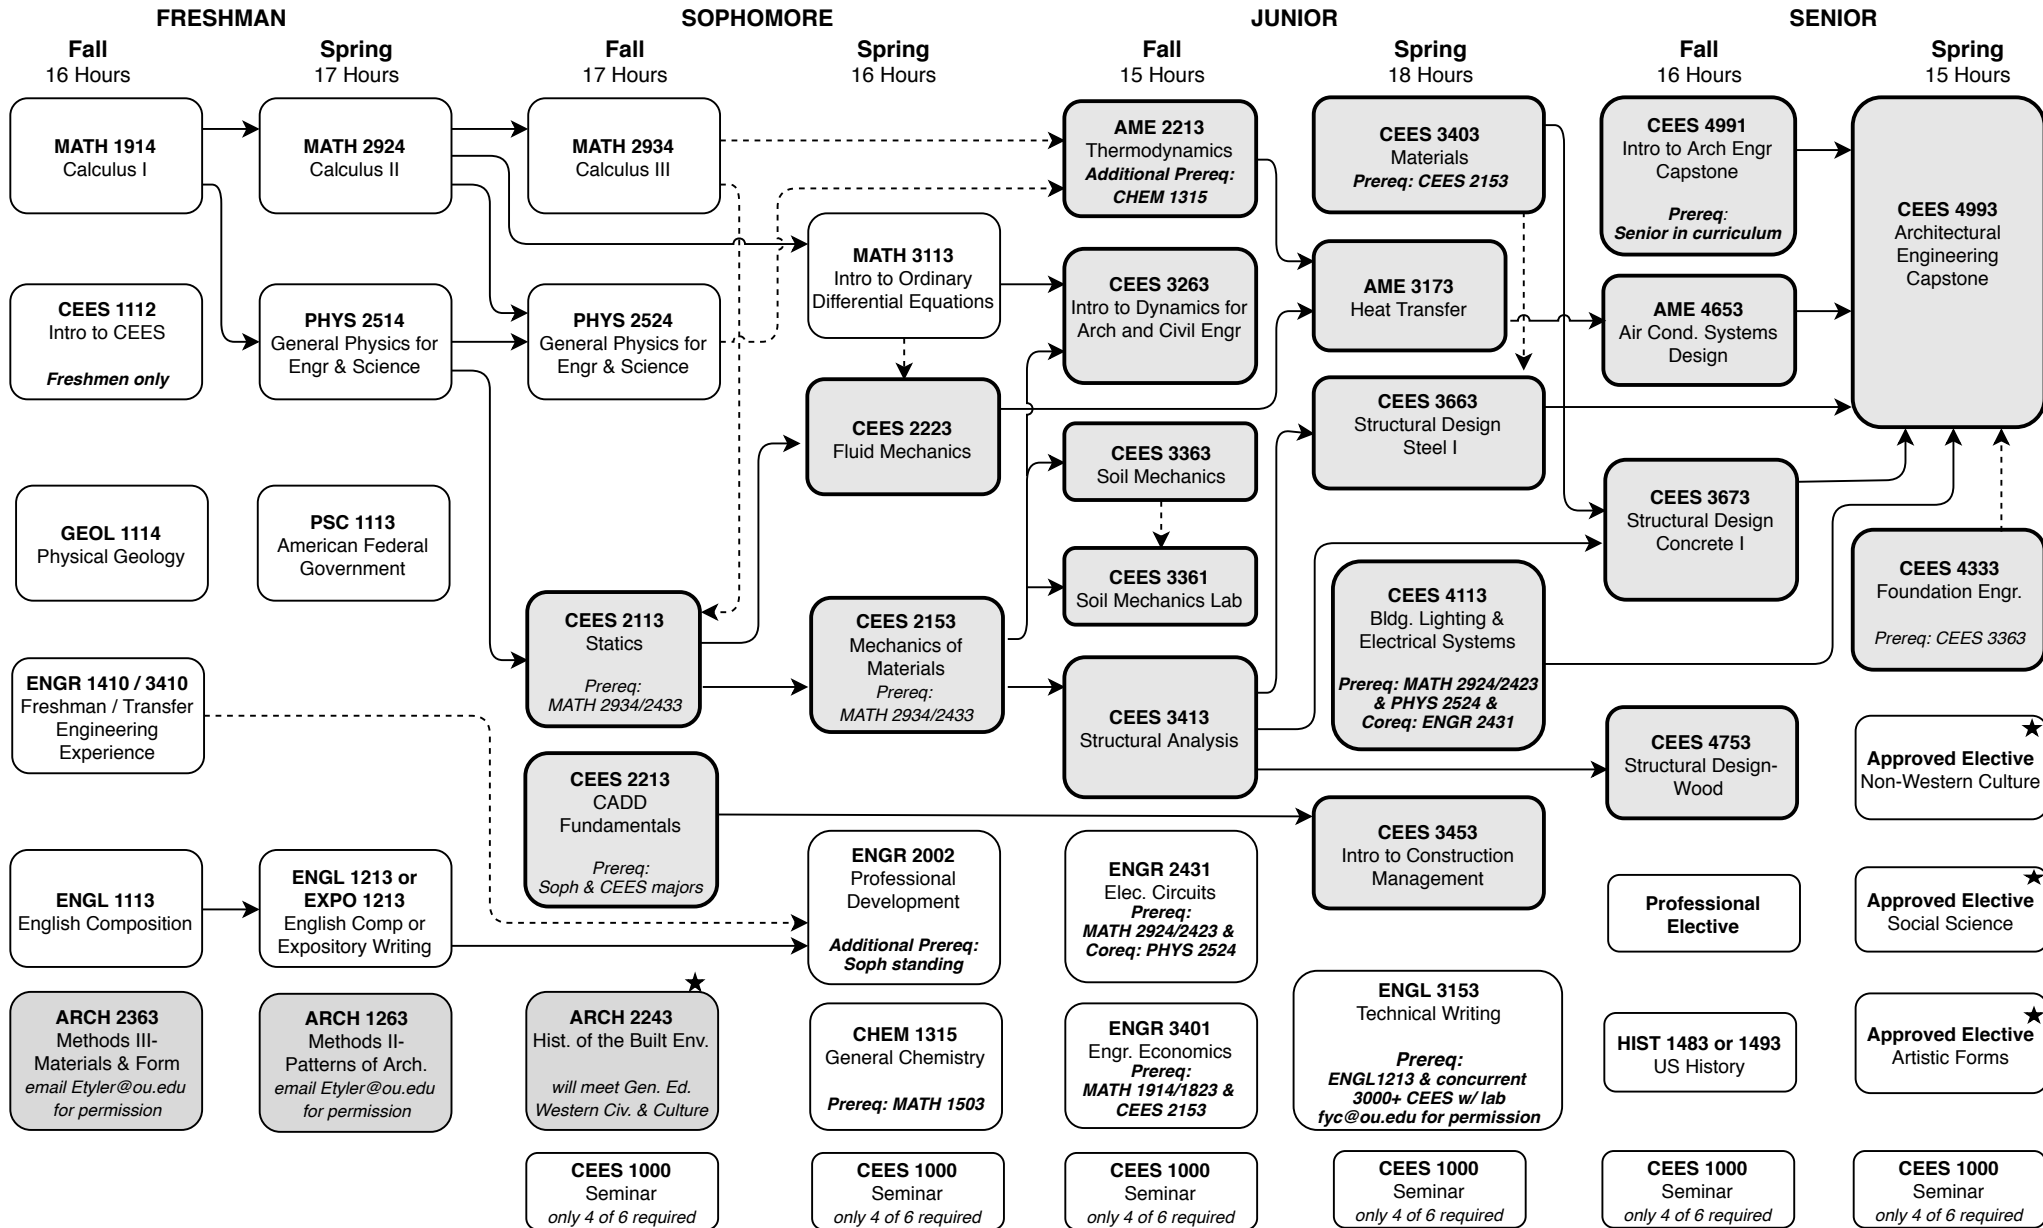 FRESHMAN
SOPHOMORE
JUNIOR
SENIOR
Fall
16 Hours
Spring
17 Hours
Fall
17 Hours
Spring
16 Hours
Fall
15 Hours
Spring
18 Hours
Fall
16 Hours
Spring
15 Hours
MATH 1914
Calculus I
CEES 1112
Intro to CEES
Freshmen only
GEOL 1114
Physical Geology
ENGR 1410 / 3410
Freshman / Transfer
Engineering
Experience
ENGL 1113
English Composition
ARCH 2363
Methods III-
Materials & Form
email Etyler@ou.edu
for permission
MATH 2924
Calculus II
PHYS 2514
General Physics for
Engr & Science
PSC 1113
American Federal
Government
ENGL 1213 or
EXPO 1213
English Comp or
Expository Writing
ARCH 1263
Methods II-
Patterns of Arch.
email Etyler@ou.edu
for permission
MATH 2934
Calculus III
PHYS 2524
General Physics for
Engr & Science
CEES 2113
Statics
Prereq:
MATH 2934/2433
CEES 2213
CADD
Fundamentals
Prereq:
Soph & CEES majors
ARCH 2243
Hist. of the Built Env.
will meet Gen. Ed.
Western Civ. & Culture
CEES 1000
Seminar
only 4 of 6 required
MATH 3113
Intro to Ordinary
Differential Equations
CEES 2223
Fluid Mechanics
CEES 2153
Mechanics of
Materials
Prereq:
MATH 2934/2433
ENGR 2002
Professional
Development
Additional Prereq:
Soph standing
CHEM 1315
General Chemistry
Prereq: MATH 1503
CEES 1000
Seminar
only 4 of 6 required
AME 2213
Thermodynamics
Additional Prereq:
CHEM 1315
CEES 3263
Intro to Dynamics for
Arch and Civil Engr
CEES 3363
Soil Mechanics
CEES 3361
Soil Mechanics Lab
CEES 3413
Structural Analysis
ENGR 2431
Elec. Circuits
Prereq:
MATH 2924/2423 &
Coreq: PHYS 2524
ENGR 3401
Engr. Economics
Prereq:
MATH 1914/1823 &
CEES 2153
CEES 1000
Seminar
only 4 of 6 required
CEES 3403
Materials
Prereq: CEES 2153
AME 3173
Heat Transfer
CEES 3663
Structural Design
Steel I
CEES 4113
Bldg. Lighting &
Electrical Systems
Prereq: MATH 2924/2423
& PHYS 2524 &
Coreq: ENGR 2431
CEES 3453
Intro to Construction
Management
ENGL 3153
Technical Writing
Prereq:
ENGL1213 & concurrent
3000+ CEES w/ lab
fyc@ou.edu for permission
CEES 1000
Seminar
only 4 of 6 required
CEES 4991
Intro to Arch Engr
Capstone
Prereq:
Senior in curriculum
AME 4653
Air Cond. Systems
Design
CEES 3673
Structural Design
Concrete I
CEES 4753
Structural Design-
Wood
Professional
Elective
HIST 1483 or 1493
US History
CEES 1000
Seminar
only 4 of 6 required
CEES 4993
Architectural
Engineering
Capstone
CEES 4333
Foundation Engr.
Prereq: CEES 3363
Approved Elective
Non-Western Culture
Approved Elective
Social Science
Approved Elective
Artistic Forms
CEES 1000
Seminar
only 4 of 6 required